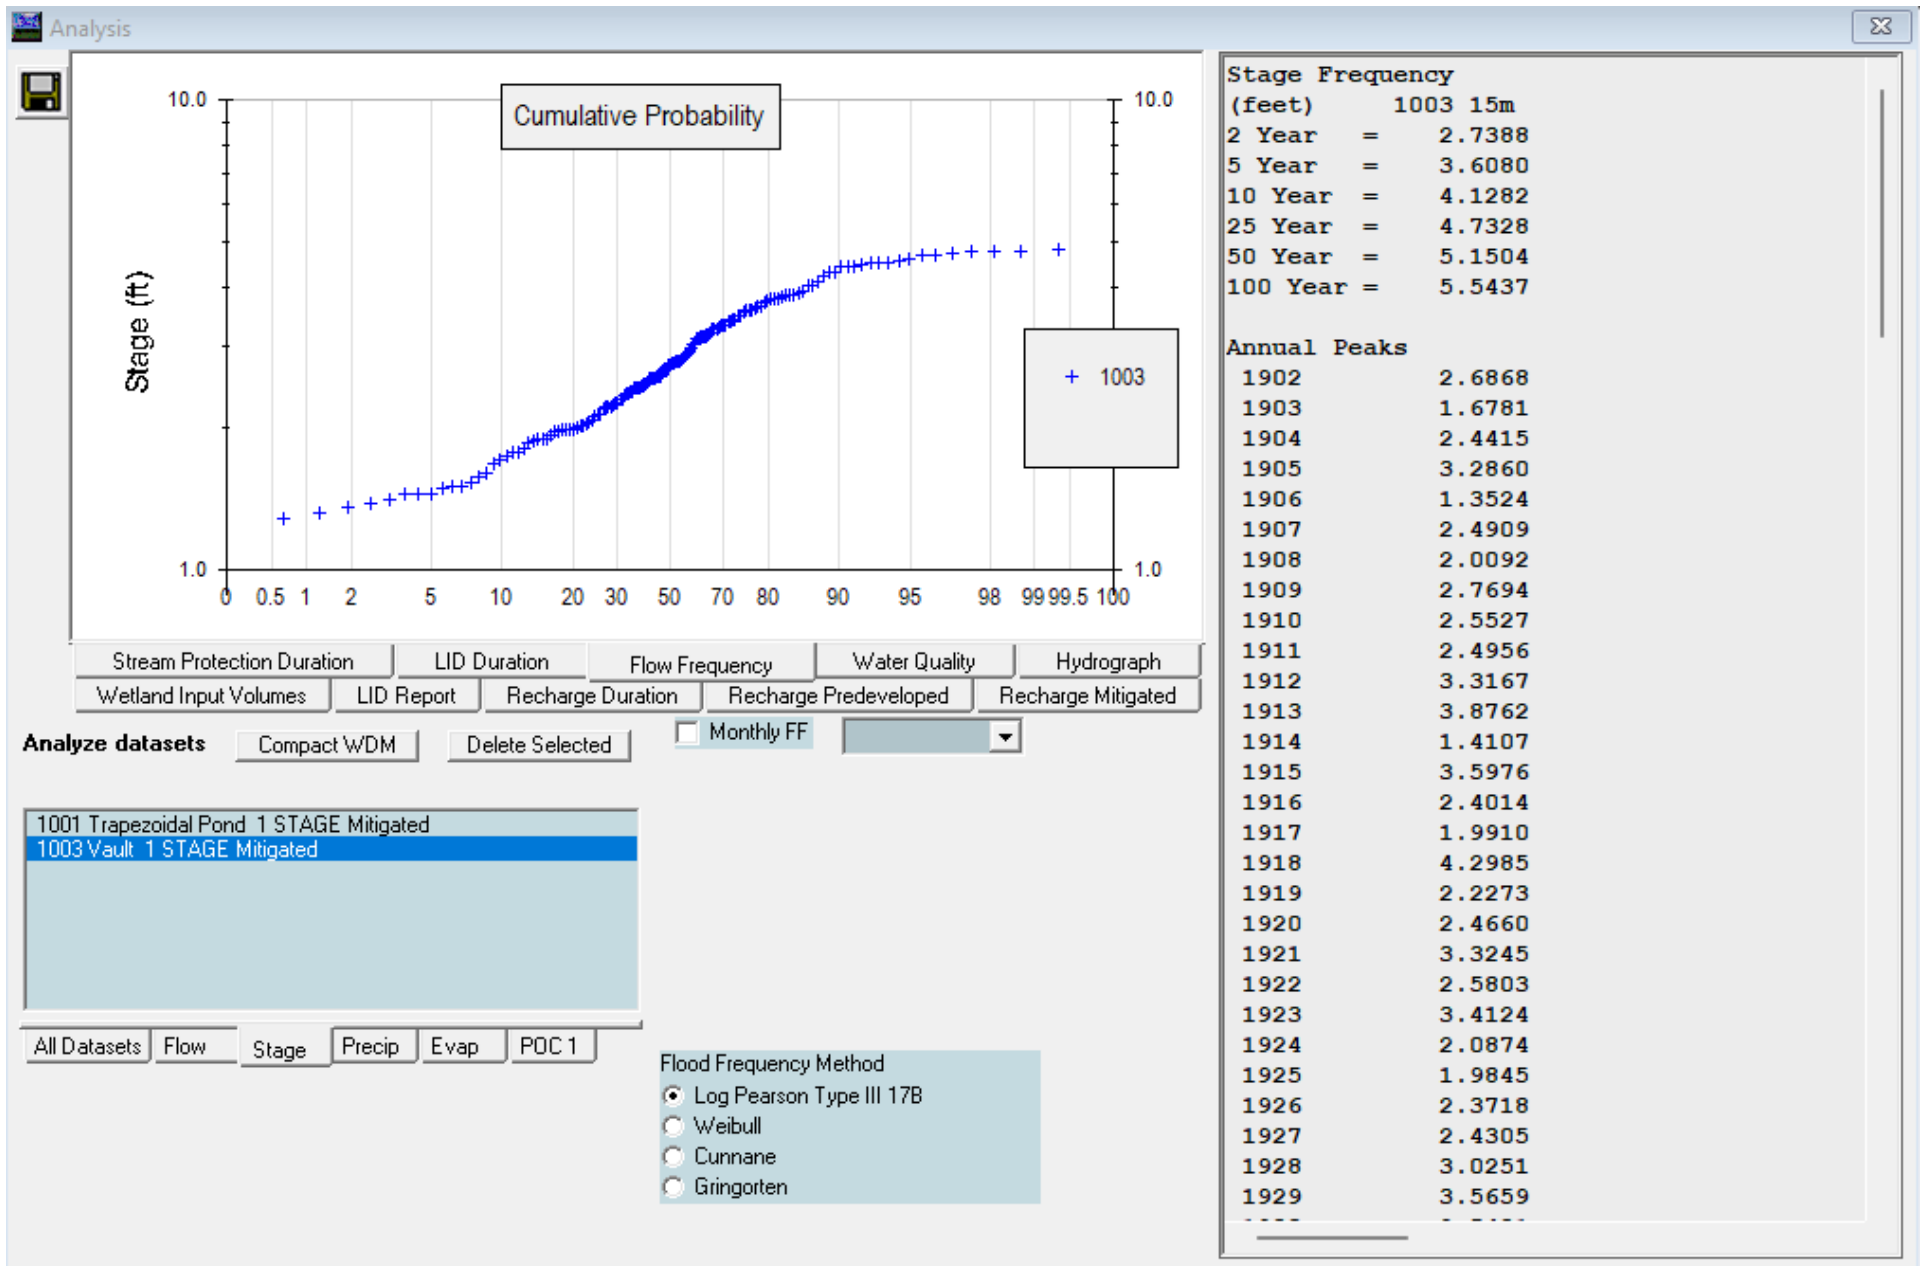 Analysis
Cumulative Probability
10.0
10.0
Stage (ft)
1003
1.0
1.0
0 0.5 1 2 5 10 20 30 50 70 80 90 95 98 99 99.5 100
Stream Protection Duration LID Duration Flow Frequency Water Quality Hydrograph
Wetland Input Volumes LID Report Recharge Duration Recharge Predeveloped Recharge Mitigated
Analyze datasets Compact WDM Delete Selected Monthly FF
1001 Trapezoidal Pond 1 STAGE Mitigated
1003 Vault 1 STAGE Mitigated
All Datasets Flow Stage Precip Evap POC 1
Flood Frequency Method
Log Pearson Type III 17B
Weibull
Cunnane
Gringorten
Stage Frequency
(feet) 1003 15m
2 Year = 2.7388
5 Year = 3.6080
10 Year = 4.1282
25 Year = 4.7328
50 Year = 5.1504
100 Year = 5.5437
Annual Peaks
1902 2.6868
1903 1.6781
1904 2.4415
1905 3.2860
1906 1.3524
1907 2.4909
1908 2.0092
1909 2.7694
1910 2.5527
1911 2.4956
1912 3.3167
1913 3.8762
1914 1.4107
1915 3.5976
1916 2.4014
1917 1.9910
1918 4.2985
1919 2.2273
1920 2.4660
1921 3.3245
1922 2.5803
1923 3.4124
1924 2.0874
1925 1.9845
1926 2.3718
1927 2.4305
1928 3.0251
1929 3.5659